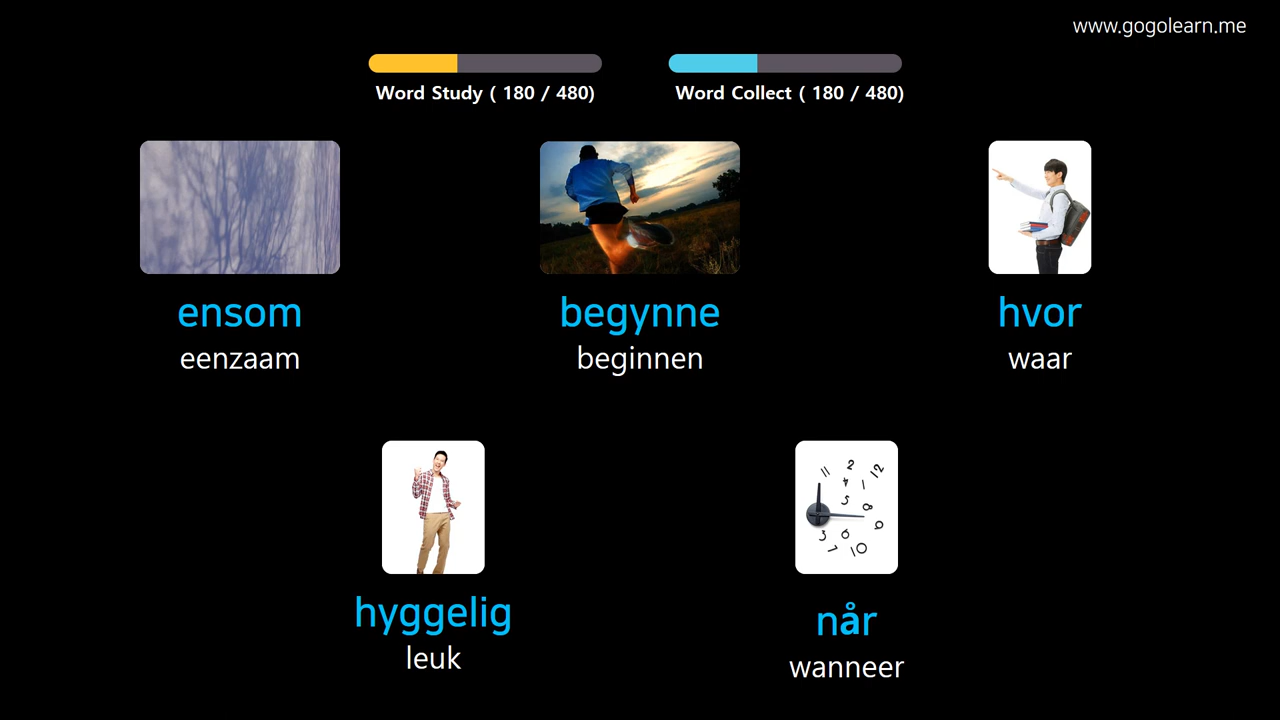 www.gogolearn.me
Word Study ( 180 / 480)
Word Collect ( 180 / 480)
ensom
eenzaam
begynne
beginnen
hvor
waar
hyggelig
leuk
når
wanneer